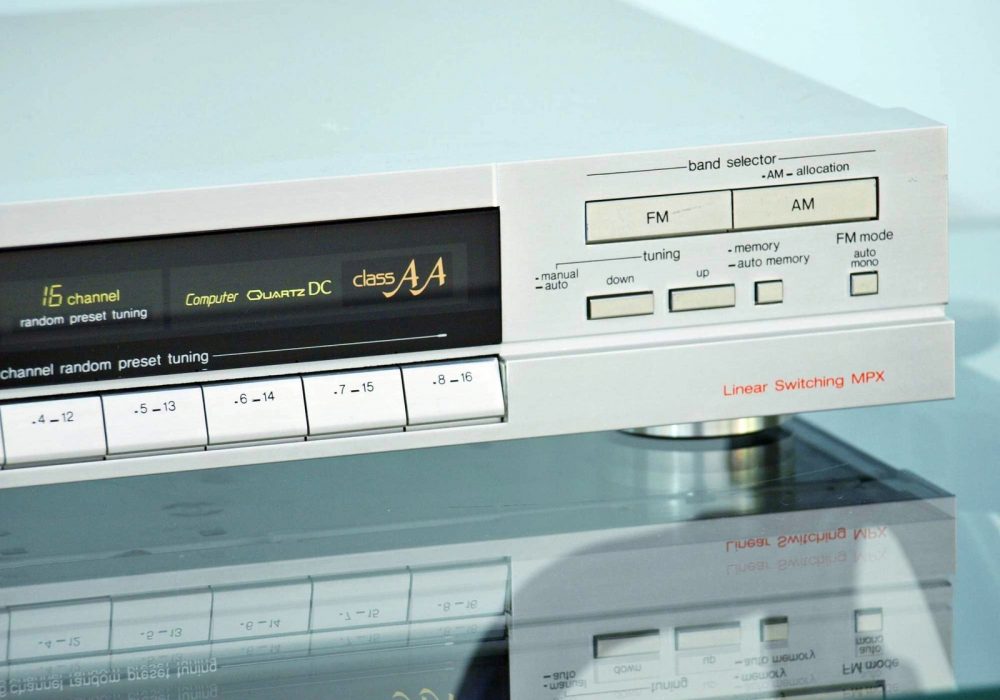 band selector
-AM – allocation
FM
AM
tuning
-manual
–auto
down
up
-memory
–auto memory
FM mode
auto
mono
16 channel
random preset tuning
Computer QUARTZ DC
class AA
channel random preset tuning
-4 –12
-5 –13
-6 –14
-7 –15
-8 –16
Linear Switching MPX